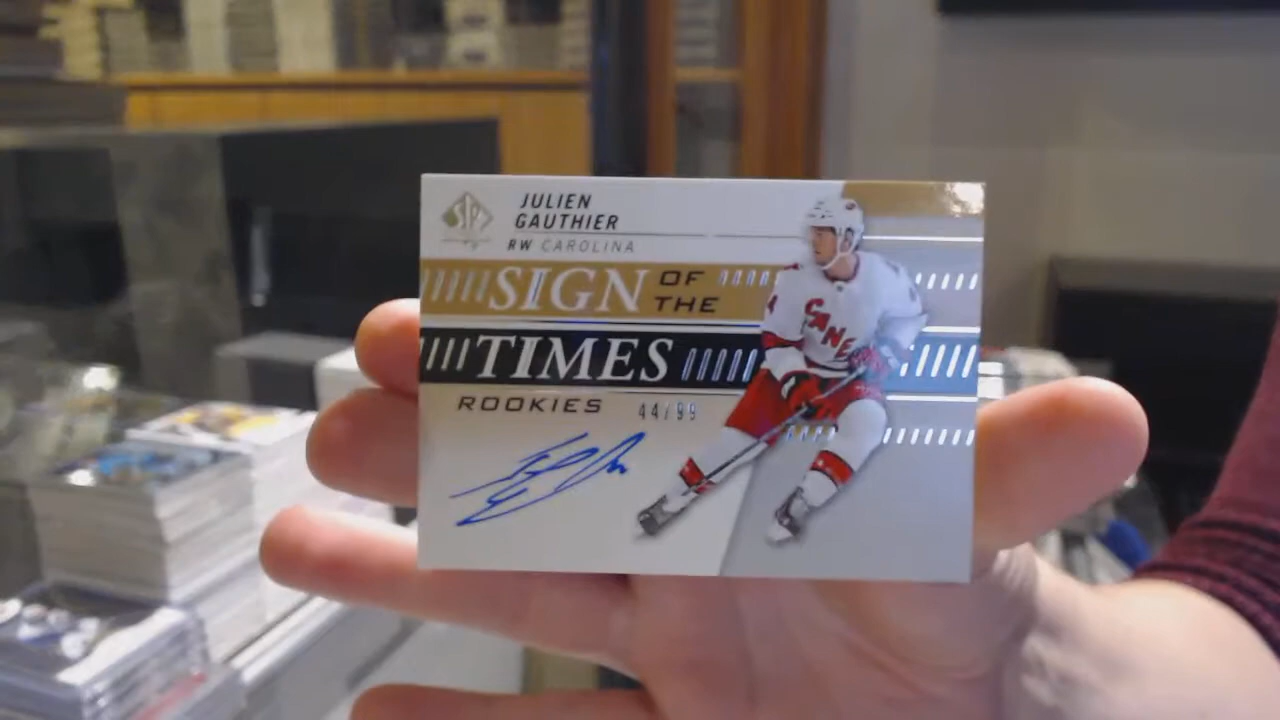 SP
JULIEN
GAUTHIER
RW CAROLINA
SIGN OF THE
TIMES
ROOKIES 44/99
CANES